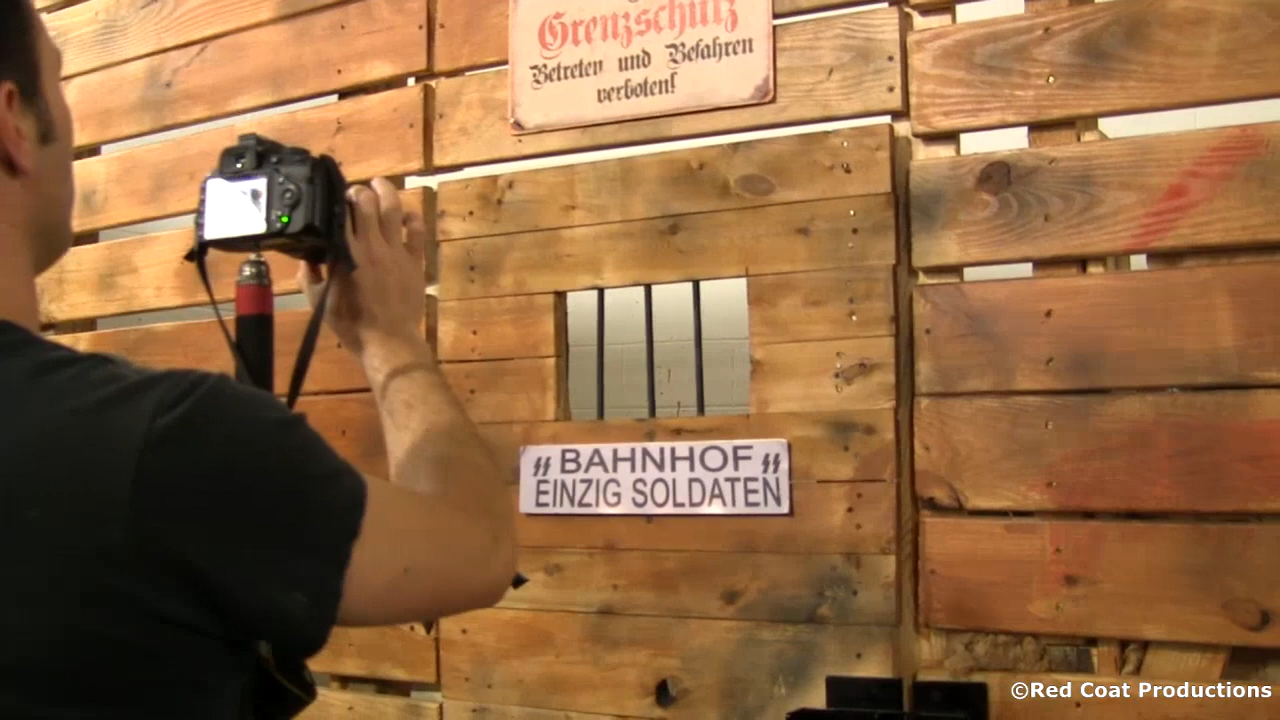 Grenzschutz
Betreten und Befahren
verboten!
BAHNHOF
EINZIG SOLDATEN
©Red Coat Productions